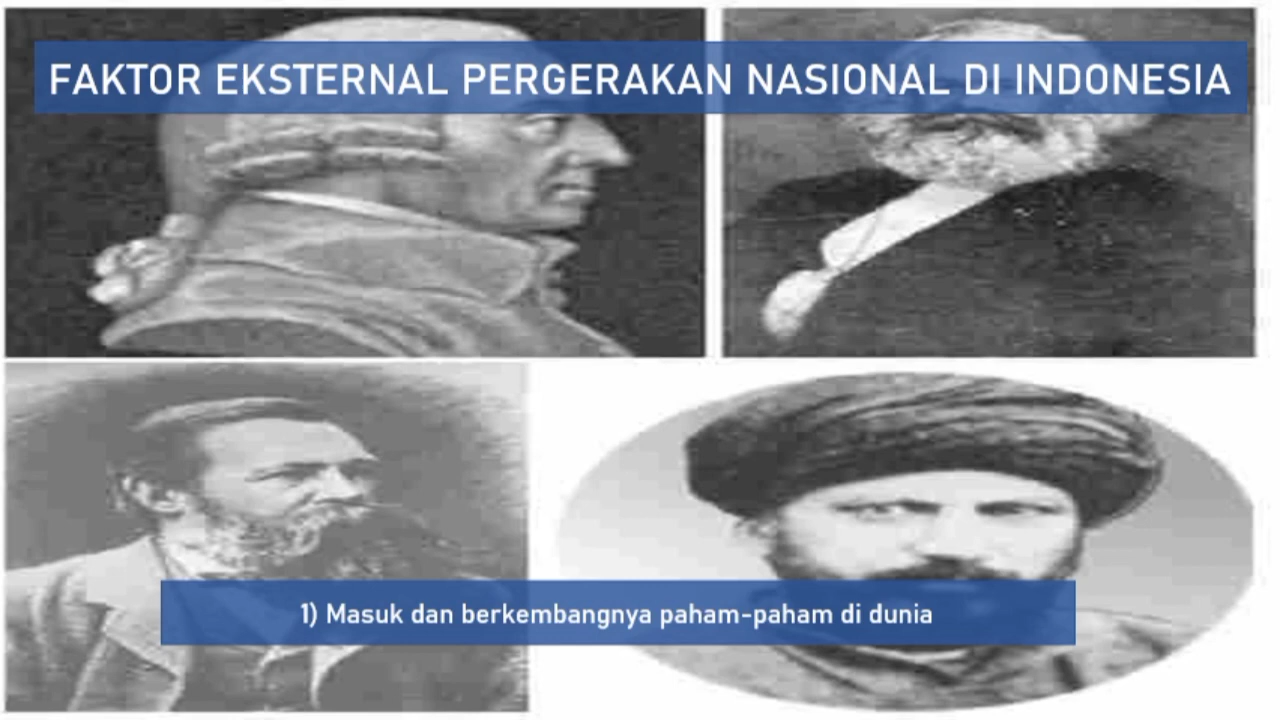 FAKTOR EKSTERNAL PERGERAKAN NASIONAL DI INDONESIA
1) Masuk dan berkembangnya paham-paham di dunia